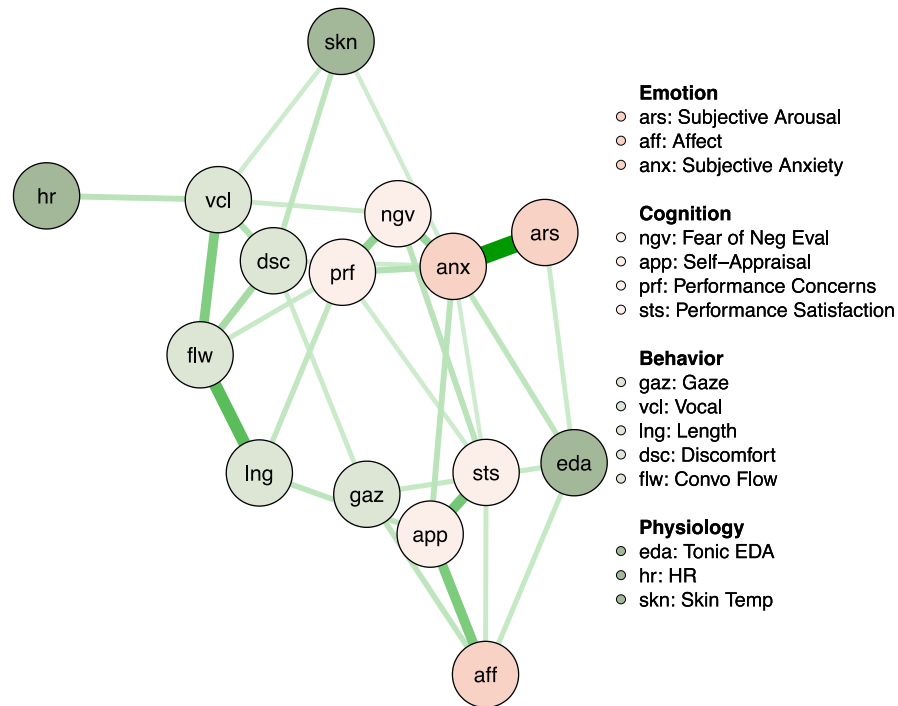 skn
hr
vcl
ngv
ars
dsc
prf
anx
flw
lng
gaz
sts
eda
app
aff
Emotion
ars: Subjective Arousal
aff: Affect
anx: Subjective Anxiety
Cognition
ngv: Fear of Neg Eval
app: Self−Appraisal
prf: Performance Concerns
sts: Performance Satisfaction
Behavior
gaz: Gaze
vcl: Vocal
lng: Length
dsc: Discomfort
flw: Convo Flow
Physiology
eda: Tonic EDA
hr: HR
skn: Skin Temp